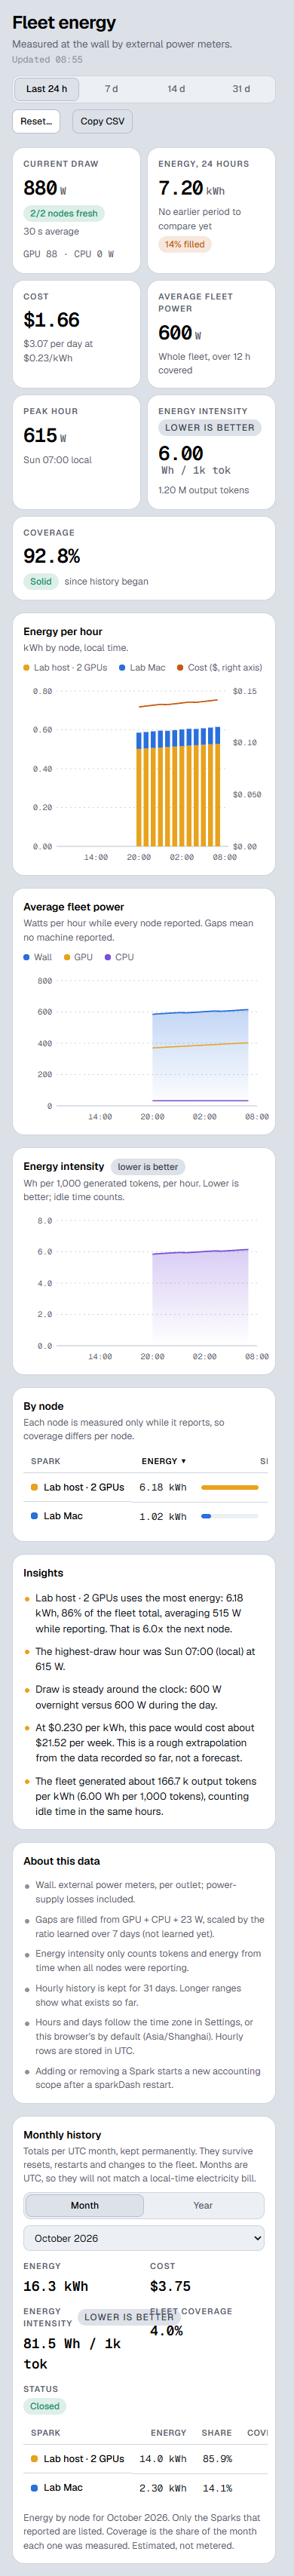 Fleet energy
Measured at the wall by external power meters.
Updated 08:55
Last 24 h 7 d 14 d 31 d
Reset... Copy CSV
CURRENT DRAW
880 W
2/2 nodes fresh
30 s average
GPU 88 · CPU 0 W
ENERGY, 24 HOURS
7.20 kWh
No earlier period to
compare yet
14% filled
COST
$1.66
$3.07 per day at
$0.23/kWh
AVERAGE FLEET
POWER
600 W
Whole fleet, over 12 h
covered
PEAK HOUR
615 W
Sun 07:00 local
ENERGY INTENSITY
LOWER IS BETTER
6.00
Wh / 1k tok
1.20 M output tokens
COVERAGE
92.8%
Solid since history began
Energy per hour
kWh by node, local time.
Lab host · 2 GPUs Lab Mac Cost ($, right axis)
0.80 $0.15
0.60
$0.10
0.40
$0.050
0.20
0.00 $0.00
14:00 20:00 02:00 08:00
Average fleet power
Watts per hour while every node reported. Gaps mean
no machine reported.
Wall GPU CPU
800
600
400
200
0
14:00 20:00 02:00 08:00
Energy intensity lower is better
Wh per 1,000 generated tokens, per hour. Lower is
better; idle time counts.
8.0
6.0
4.0
2.0
0.0
14:00 20:00 02:00 08:00
By node
Each node is measured only while it reports, so
coverage differs per node.
SPARK ENERGY ▼
Lab host · 2 GPUs 6.18 kWh
Lab Mac 1.02 kWh
Insights
Lab host · 2 GPUs uses the most energy: 6.18
kWh, 86% of the fleet total, averaging 515 W
while reporting. That is 6.0x the next node.
The highest-draw hour was Sun 07:00 (local) at
615 W.
Draw is steady around the clock: 600 W
overnight versus 600 W during the day.
At $0.230 per kWh, this pace would cost about
$21.52 per week. This is a rough extrapolation
from the data recorded so far, not a forecast.
The fleet generated about 166.7 k output tokens
per kWh (6.00 Wh per 1,000 tokens), counting
idle time in the same hours.
About this data
Wall. external power meters, per outlet; power-
supply losses included.
Gaps are filled from GPU + CPU + 23 W, scaled by the
ratio learned over 7 days (not learned yet).
Energy intensity only counts tokens and energy from
time when all nodes were reporting.
Hourly history is kept for 31 days. Longer ranges
show what exists so far.
Hours and days follow the time zone in Settings, or
this browser's by default (Asia/Shanghai). Hourly
rows are stored in UTC.
Adding or removing a Spark starts a new accounting
scope after a sparkDash restart.
Monthly history
Totals per UTC month, kept permanently. They survive
resets, restarts and changes to the fleet. Months are
UTC, so they will not match a local-time electricity bill.
Month Year
October 2026
ENERGY COST
16.3 kWh $3.75
ENERGY
INTENSITY LOWER IS BETTER
81.5 Wh / 1k
tok
FLEET COVERAGE
4.0%
STATUS
Closed
SPARK ENERGY SHARE
Lab host · 2 GPUs 14.0 kWh 85.9%
Lab Mac 2.30 kWh 14.1%
Energy by node for October 2026. Only the Sparks that
reported are listed. Coverage is the share of the month
each one was measured. Estimated, not metered.